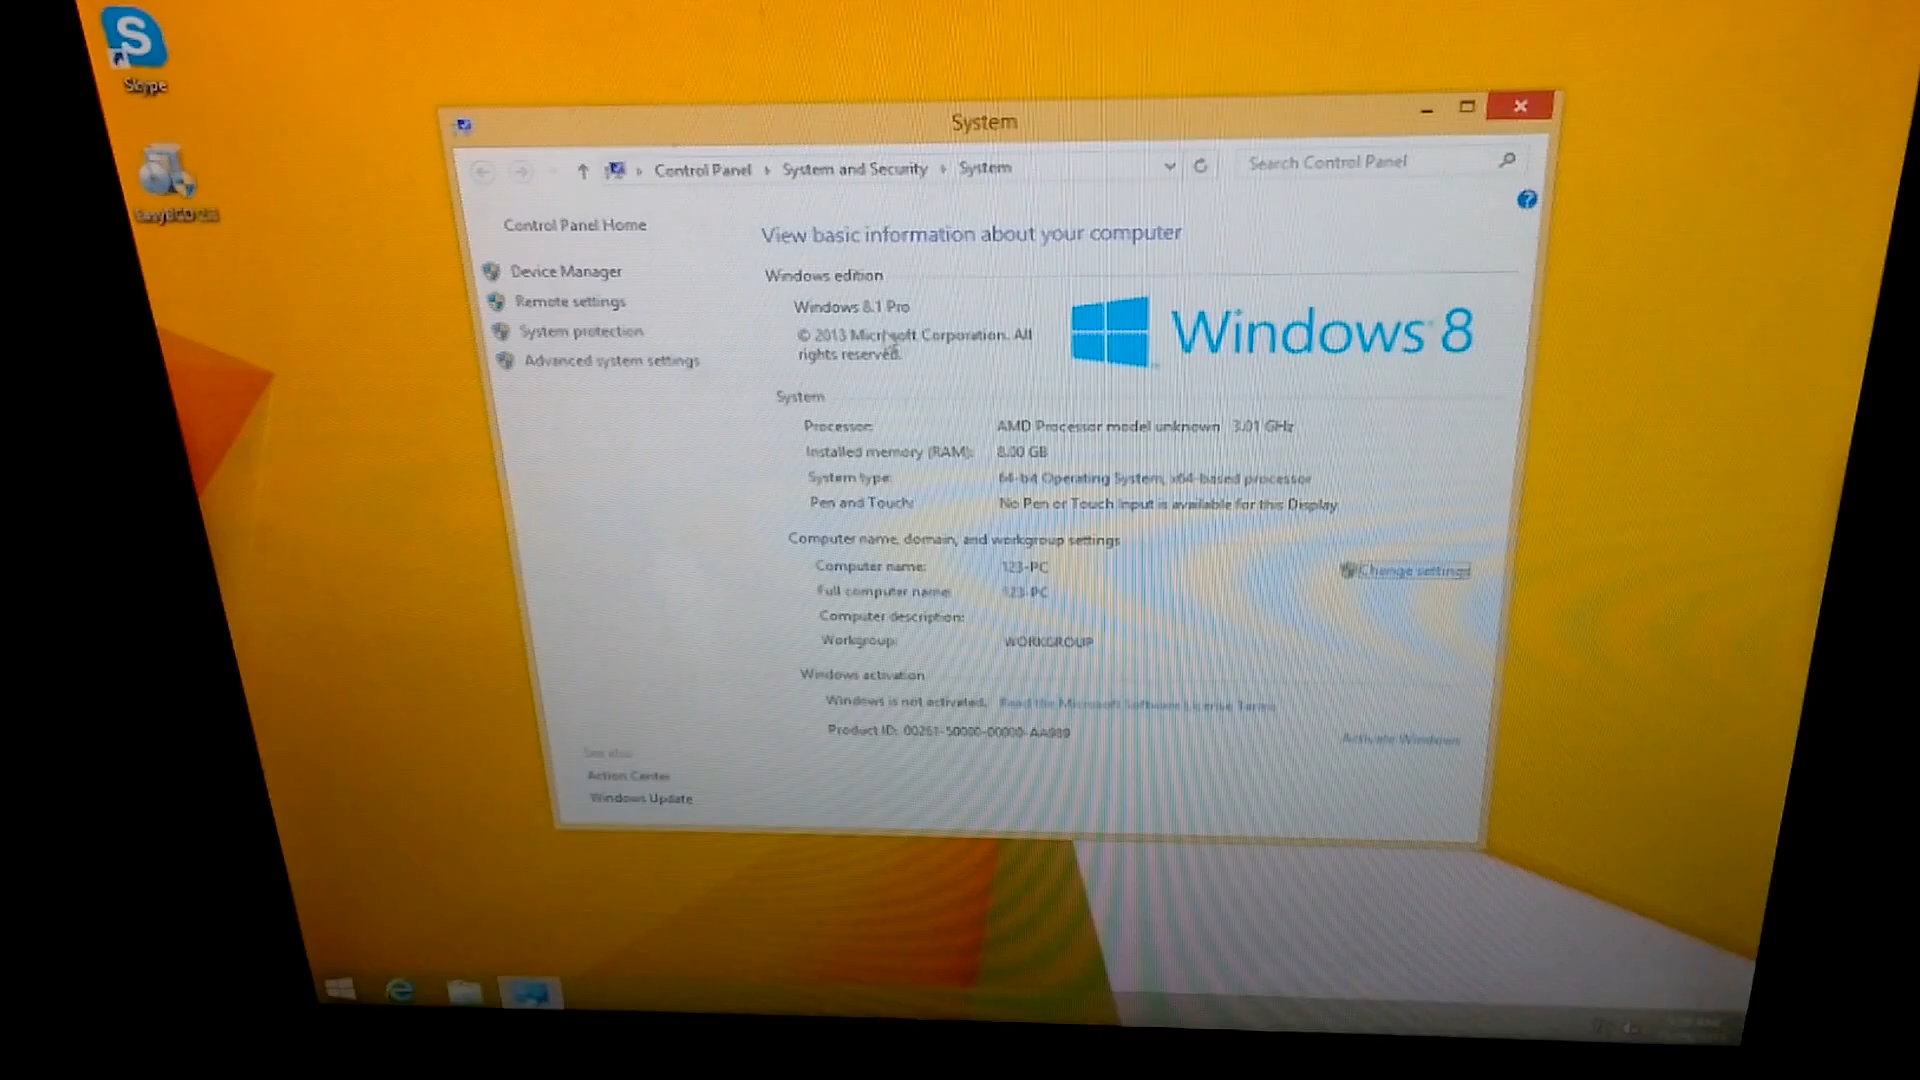 Skype
System
Control Panel System and Security System
Search Control Panel
Control Panel Home
Device Manager
Remote settings
System protection
Advanced system settings
View basic information about your computer
Windows edition
Windows 8.1 Pro
© 2013 Microsoft Corporation. All
rights reserved.
Windows 8
System
Processor: AMD Processor model unknown 3.01 GHz
Installed memory (RAM): 8.00 GB
System type: 64-bit Operating System, x64-based processor
Pen and Touch: No Pen or Touch Input is available for this Display
Computer name, domain, and workgroup settings
Computer name: 123-PC
Change settings
Full computer name: 123-PC
Computer description:
Workgroup: WORKGROUP
Windows activation
Windows is not activated. Read the Microsoft Software License Terms
Product ID: 00261-50000-00000-AA989
Activate Windows
See also
Action Center
Windows Update